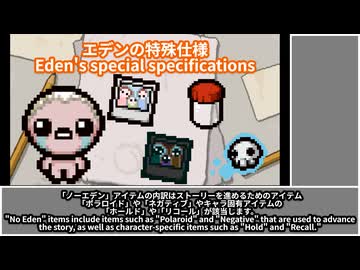 エデンの特殊仕様
Eden's special specifications
「ノーエデン」アイテムの内訳はストーリーを進めるためのアイテム
「ポラロイド」や「ネガティブ」やキャラ固有アイテムの
「ホールド」や「リコール」が該当します。
"No Eden" items include items such as "Polaroid" and "Negative" that are used to advance
the story, as well as character-specific items such as "Hold" and "Recall."